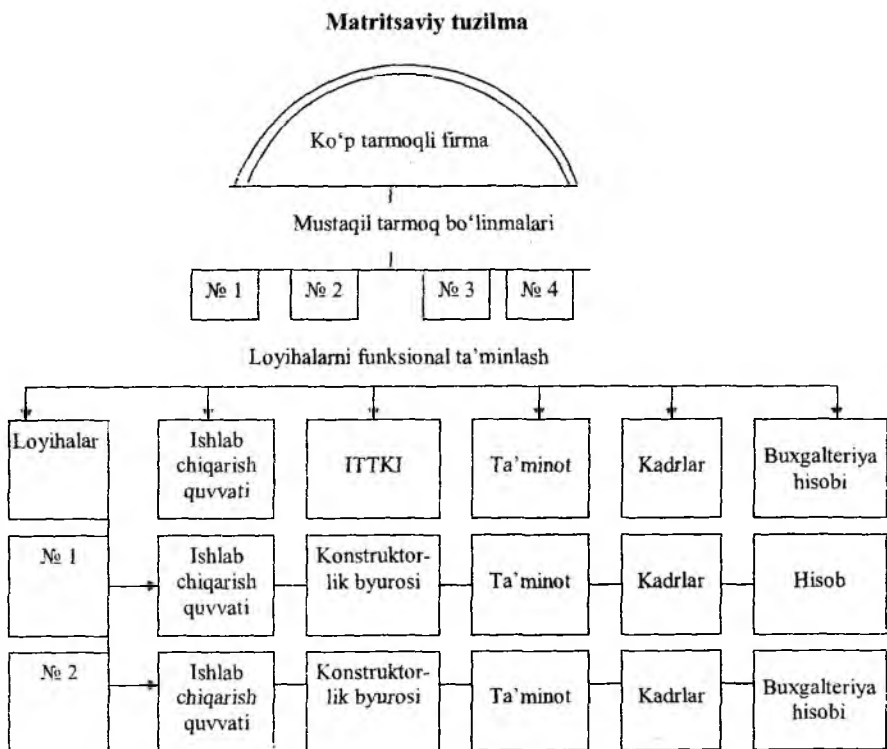 Matritsaviy tuzilma
Ko‘p tarmoqli firma
Mustaqil tarmoq bo‘linmalari
№ 1
№ 2
№ 3
№ 4
Loyihalarni funksional ta’minlash
Loyihalar
Ishlab
chiqarish
quvvati
ITTKI
Ta’minot
Kadrlar
Buxgalteriya
hisobi
№ 1
Ishlab
chiqarish
quvvati
Konstruktor-
lik byurosi
Ta’minot
Kadrlar
Hisob
№ 2
Ishlab
chiqarish
quvvati
Konstruktor-
lik byurosi
Ta’minot
Kadrlar
Buxgalteriya
hisobi